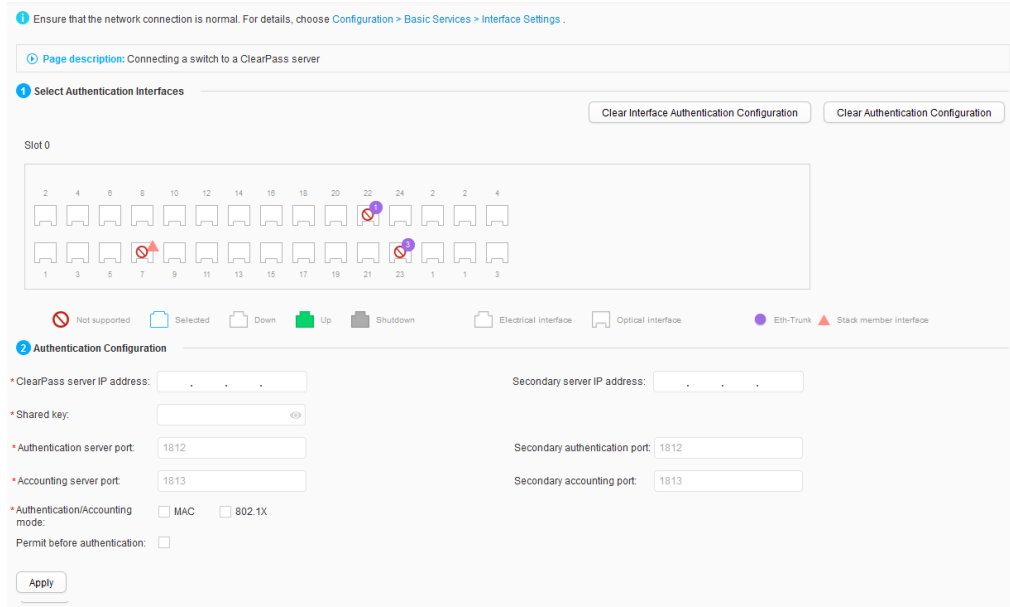 Ensure that the network connection is normal. For details, choose Configuration > Basic Services > Interface Settings .
Page description: Connecting a switch to a ClearPass server
1 Select Authentication Interfaces
Clear Interface Authentication Configuration Clear Authentication Configuration
Slot 0
2 4 6 8 10 12 14 16 18 20 22 24 2 2 4
1
3
1 3 5 7 9 11 13 15 17 19 21 23 1 1 3
Not supported Selected Down Up Shutdown Electrical interface Optical interface Eth-Trunk Stack member interface
2 Authentication Configuration
* ClearPass server IP address: . . . Secondary server IP address: . . .
* Shared key:
* Authentication server port: 1812 Secondary authentication port: 1812
* Accounting server port: 1813 Secondary accounting port: 1813
* Authentication/Accounting
mode: MAC 802.1X
Permit before authentication:
Apply